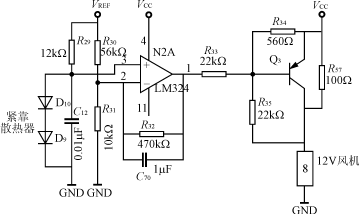 VREF
VCC
VCC
R29
12kΩ
R30
56kΩ
4
N2A
3
2
1
LM324
11
R33
22kΩ
R34
560Ω
Q3
R57
100Ω
紧靠
散热器
D10
D9
C12
0.01μF
R31
10kΩ
R32
470kΩ
C70
1μF
R35
22kΩ
8
12V风机
GND
GND
GND
GND